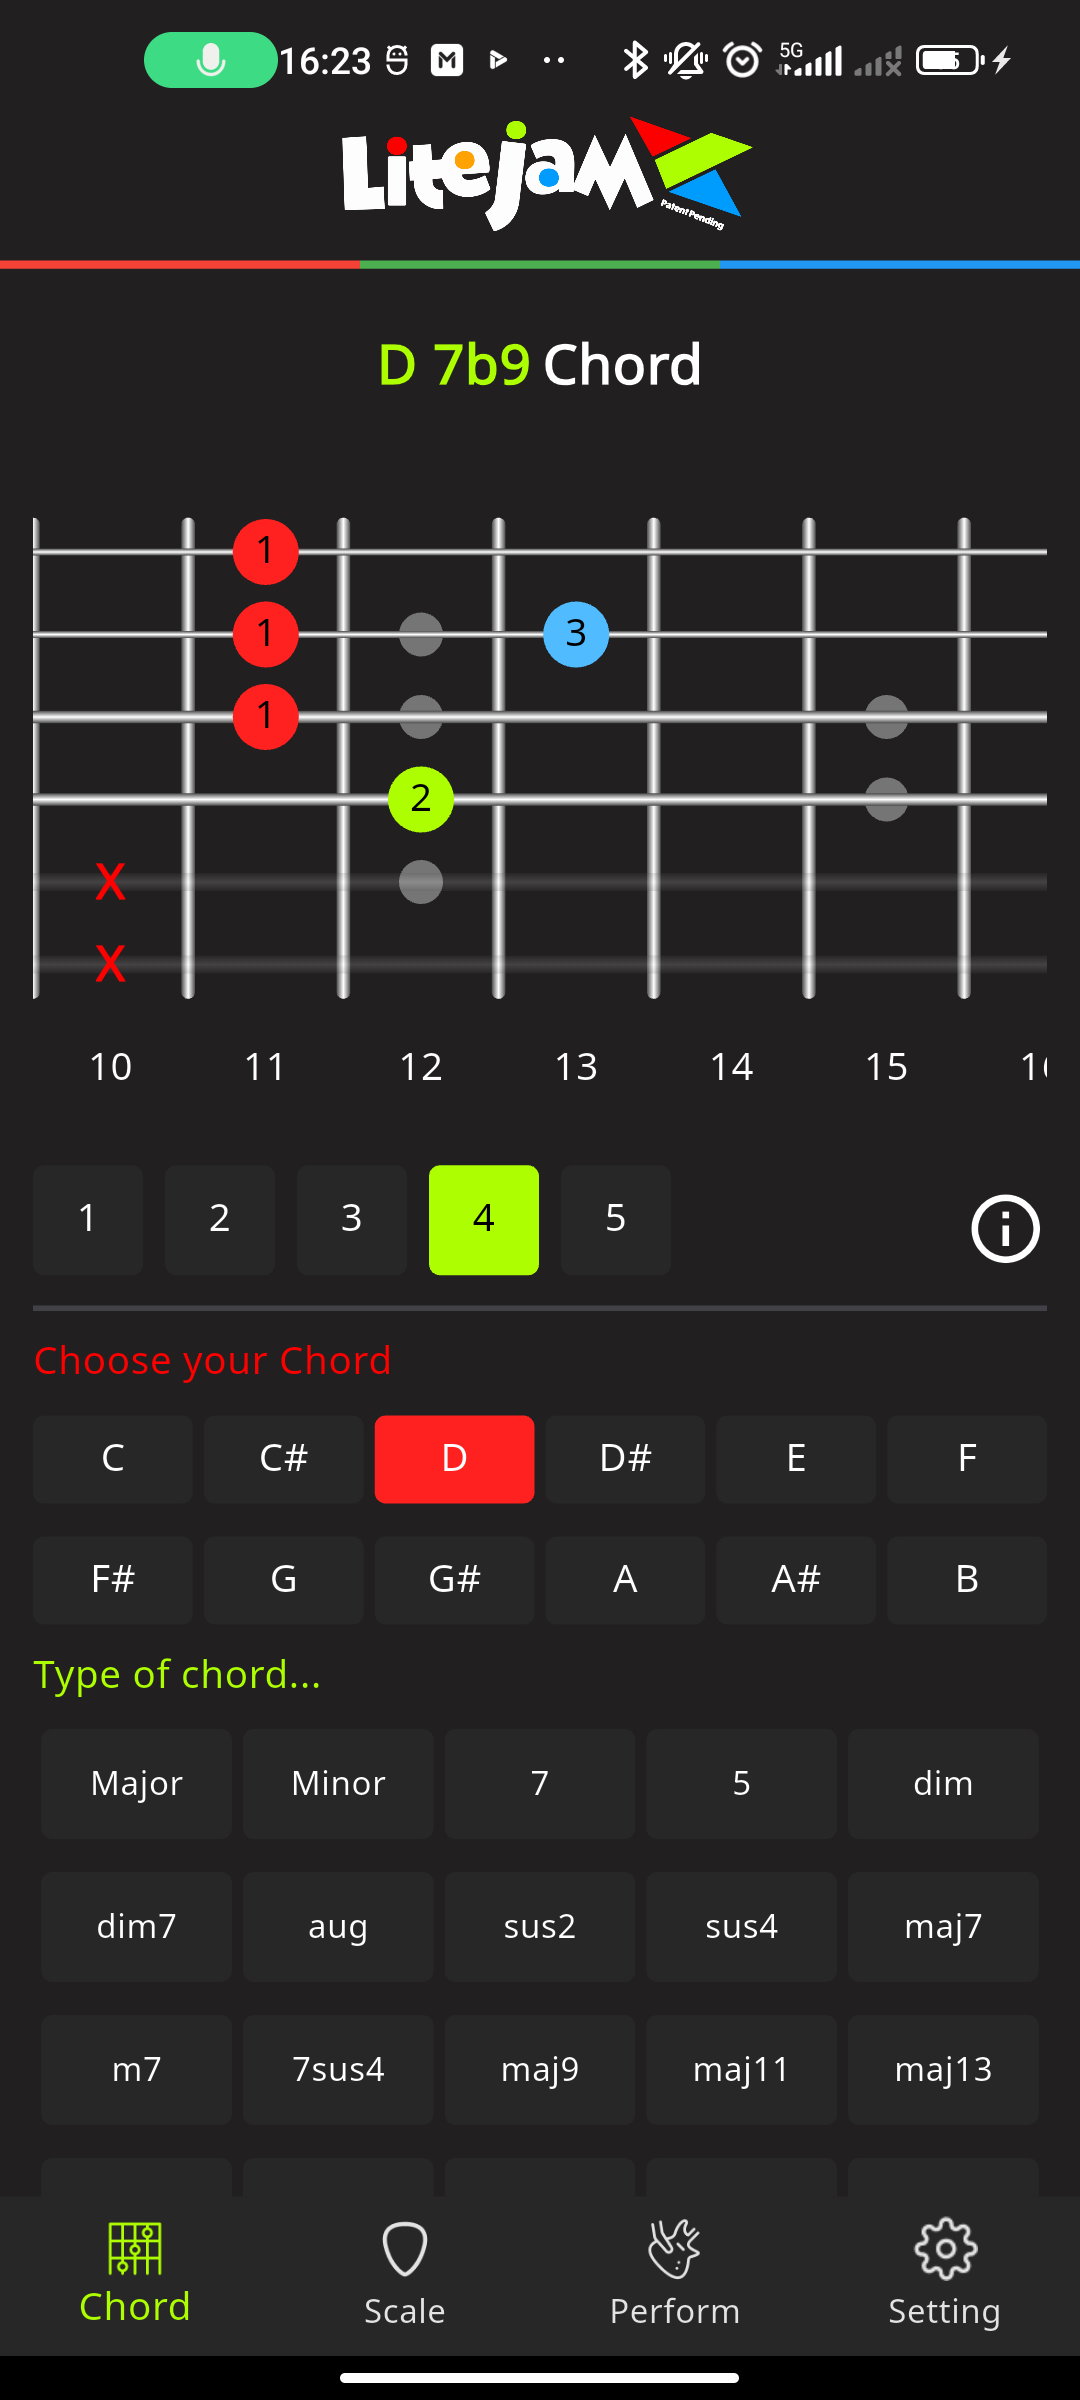 16:23
5G
LitejaM
Patent Pending
D 7b9 Chord
1
1 3
1
2
X
X
10 11 12 13 14 15
1 2 3 4 5
Choose your Chord
C C# D D# E F
F# G G# A A# B
Type of chord...
Major Minor 7 5 dim
dim7 aug sus2 sus4 maj7
m7 7sus4 maj9 maj11 maj13
Chord Scale Perform Setting